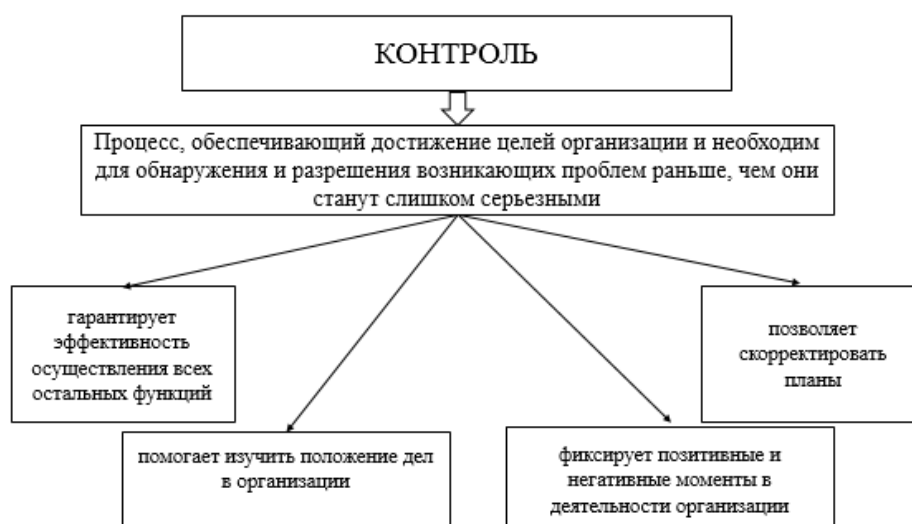 КОНТРОЛЬ
Процесс, обеспечивающий достижение целей организации и необходим
для обнаружения и разрешения возникающих проблем раньше, чем они
станут слишком серьезными
гарантирует
эффективность
осуществления всех
остальных функций
помогает изучить положение дел
в организации
фиксирует позитивные и
негативные моменты в
деятельности организации
позволяет
скорректировать
планы